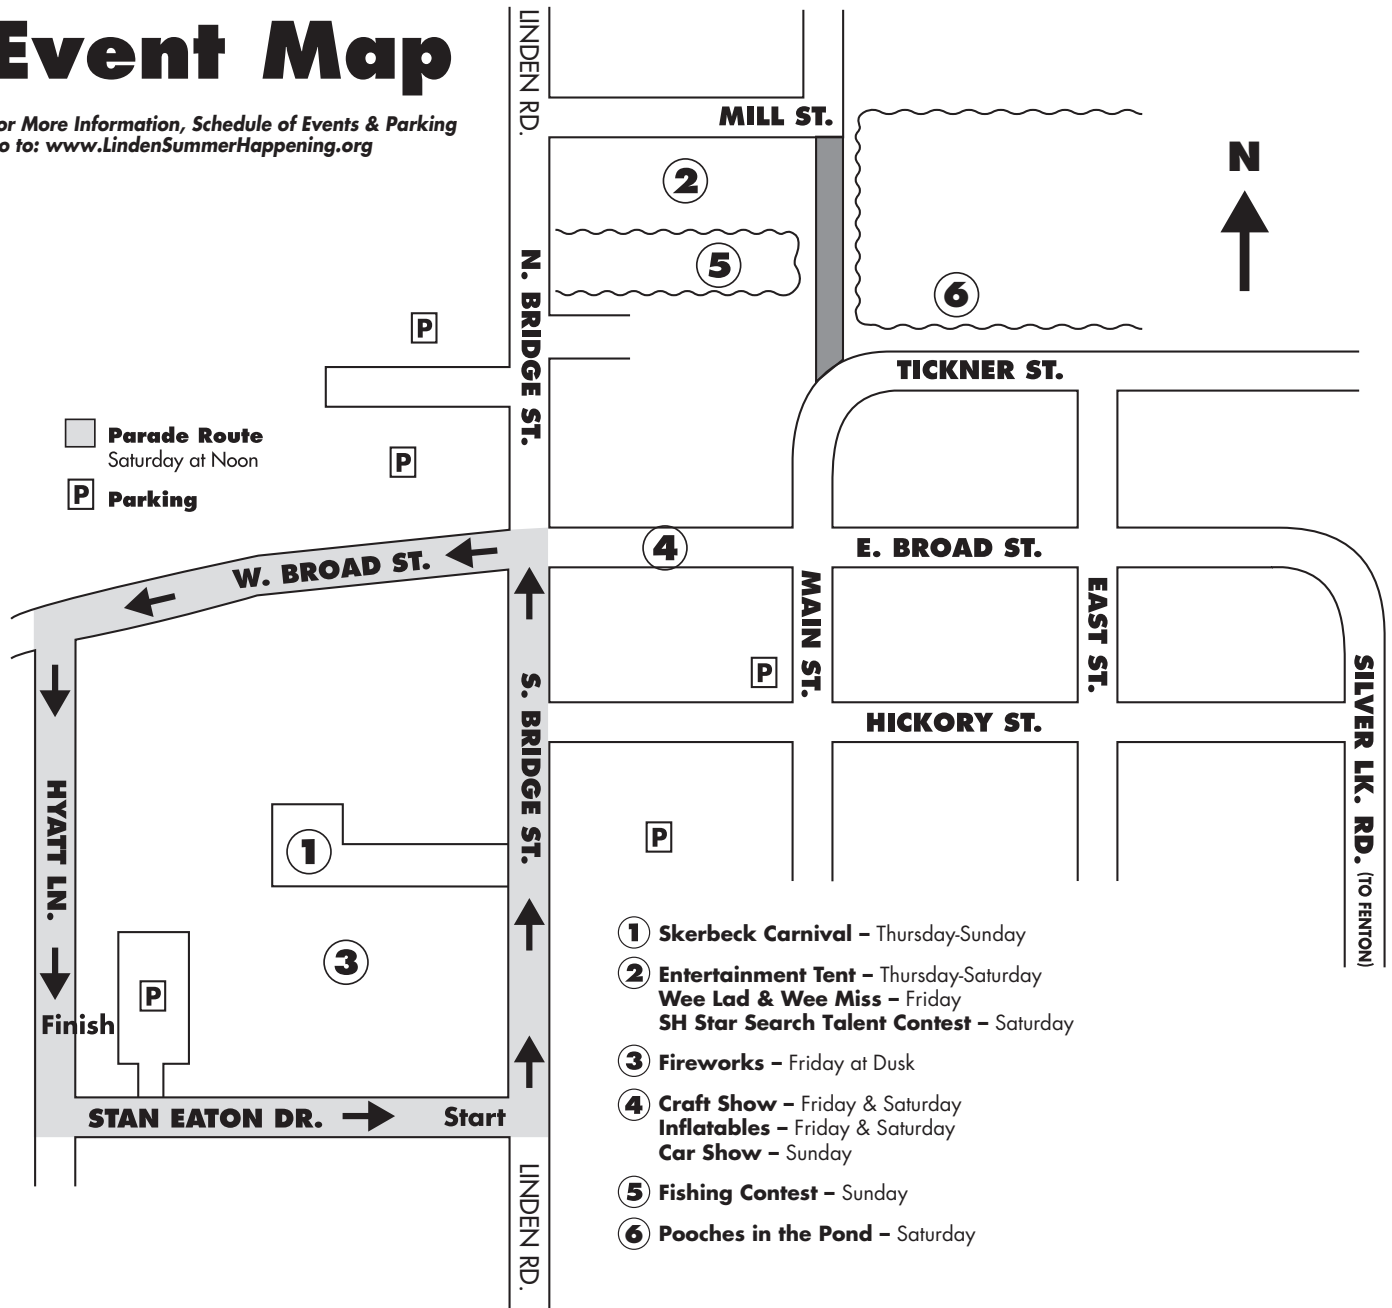 Event Map
or More Information, Schedule of Events & Parking
o to: www.LindenSummerHappening.org
LINDEN RD.
MILL ST.
N
2
N. BRIDGE ST.
5
6
P
TICKNER ST.
Parade Route
Saturday at Noon
P
P Parking
4
E. BROAD ST.
W. BROAD ST.
MAIN ST.
EAST ST.
P
S. BRIDGE ST.
SILVER LK. RD. (TO FENTON)
HICKORY ST.
HYATT LN.
P
1
3
P
Finish
STAN EATON DR.
Start
LINDEN RD.
1 Skerbeck Carnival – Thursday-Sunday
2 Entertainment Tent – Thursday-Saturday
Wee Lad & Wee Miss – Friday
SH Star Search Talent Contest – Saturday
3 Fireworks – Friday at Dusk
4 Craft Show – Friday & Saturday
Inflatables – Friday & Saturday
Car Show – Sunday
5 Fishing Contest – Sunday
6 Pooches in the Pond – Saturday